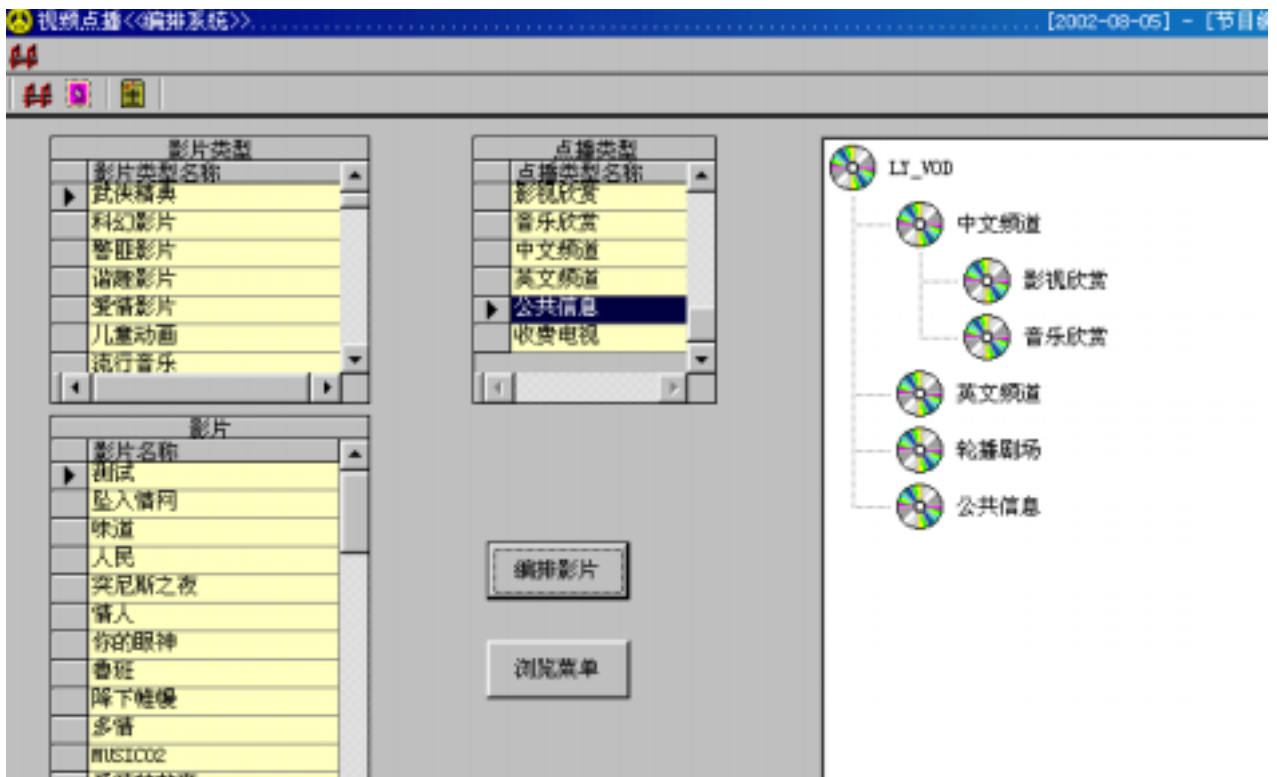 视频点播<<编排系统>>
[2002-08-05] - [节目编
影片类型
影片类型名称
武侠精典
科幻影片
警匪影片
谐趣影片
爱情影片
儿童动画
流行音乐
点播类型
点播类型名称
影视欣赏
音乐欣赏
中文频道
英文频道
公共信息
收费电视
影片
影片名称
测试
坠入情网
味道
人民
突尼斯之夜
情人
你的眼神
鲁班
降下帷幔
多情
MUSIC02
编排影片
浏览菜单
LY_VOD
中文频道
影视欣赏
音乐欣赏
英文频道
轮播剧场
公共信息